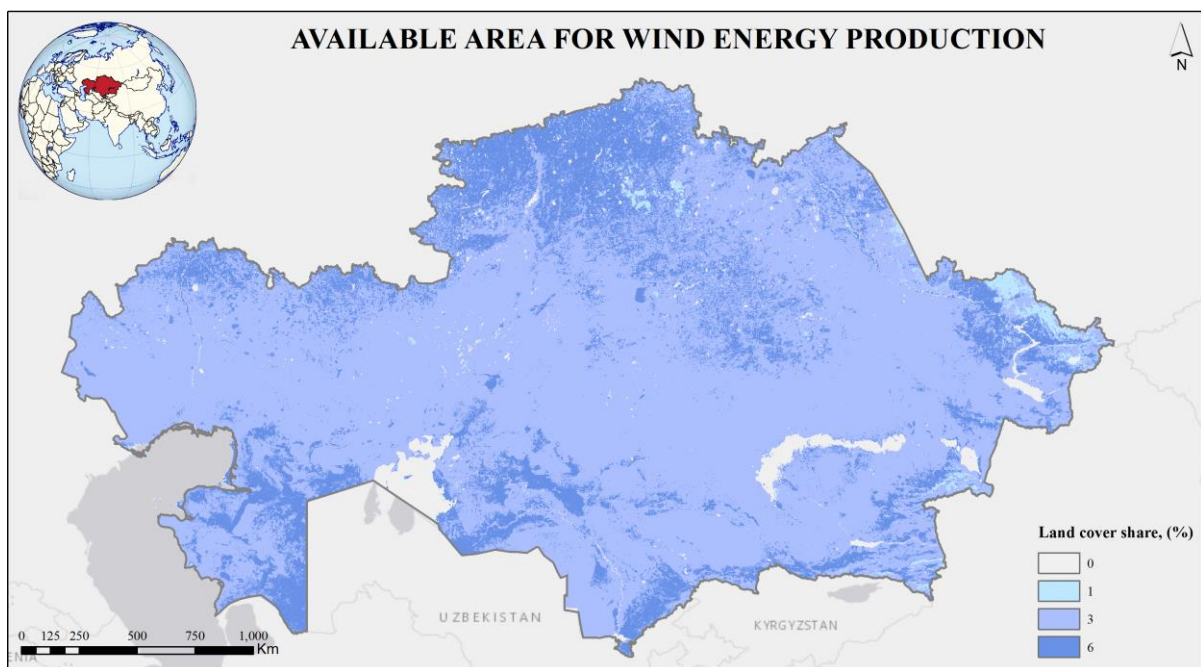 AVAILABLE AREA FOR WIND ENERGY PRODUCTION
N
Land cover share, (%)
0
1
3
6
UZBEKISTAN
KYRGYZSTAN
0 125 250 500 750 1,000
Km
ENIA